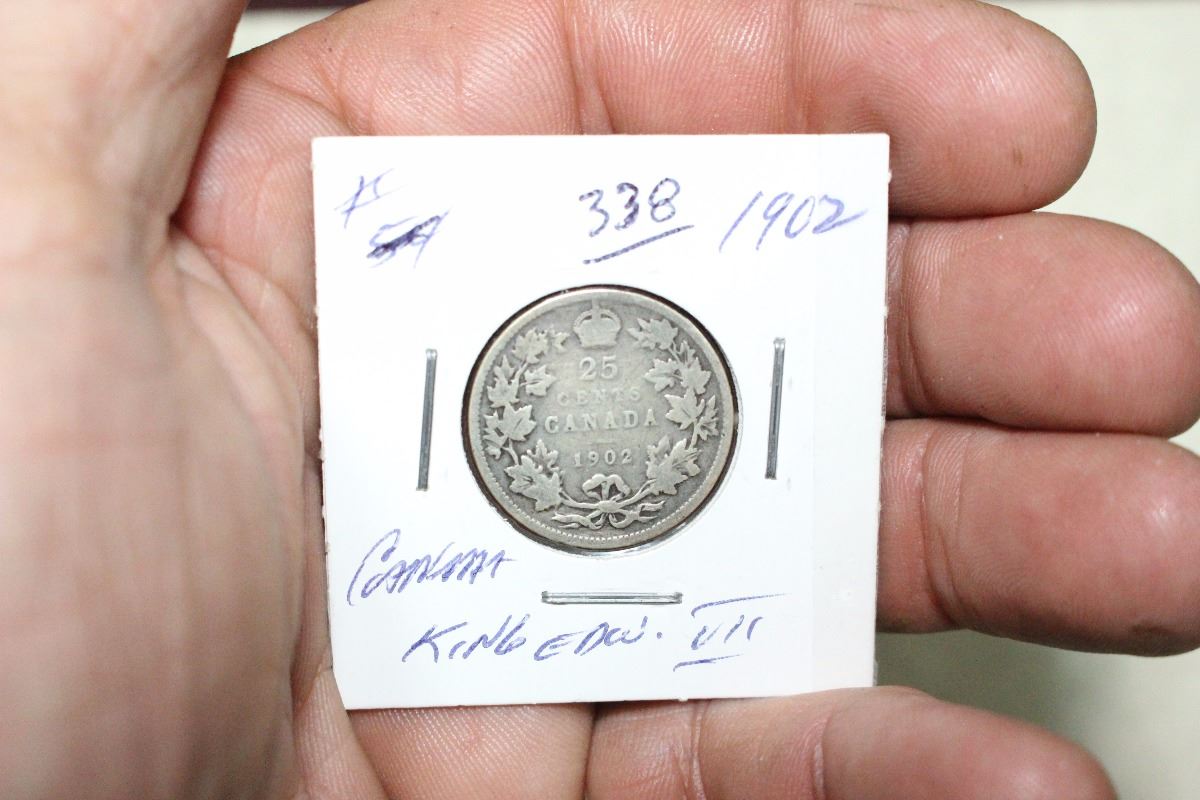 338 1902
25
CENTS
CANADA
1902
CANADA
KING EDW. VII